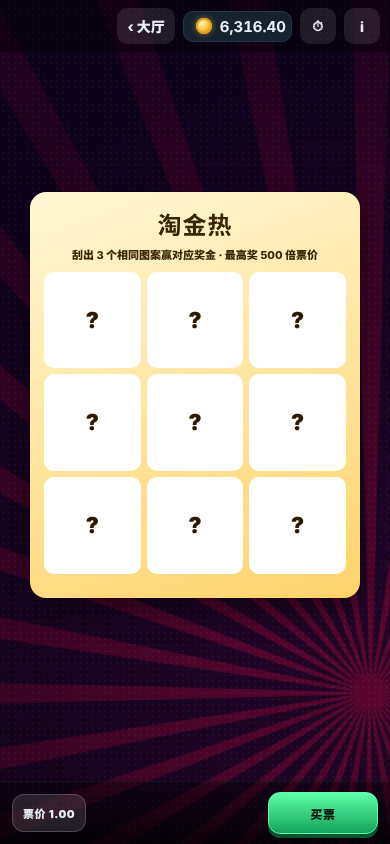 ‹ 大厅
6,316.40
⏱
i
淘金热
刮出 3 个相同图案赢对应奖金 · 最高奖 500 倍票价
? ? ?
? ? ?
? ? ?
票价 1.00
买票